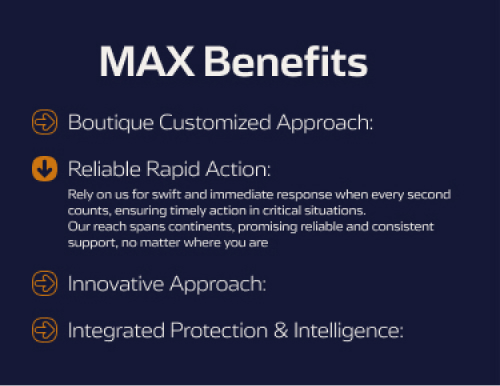 MAX Benefits
Boutique Customized Approach:
Reliable Rapid Action:
Rely on us for swift and immediate response when every second
counts, ensuring timely action in critical situations.
Our reach spans continents, promising reliable and consistent
support, no matter where you are
Innovative Approach:
Integrated Protection & Intelligence: